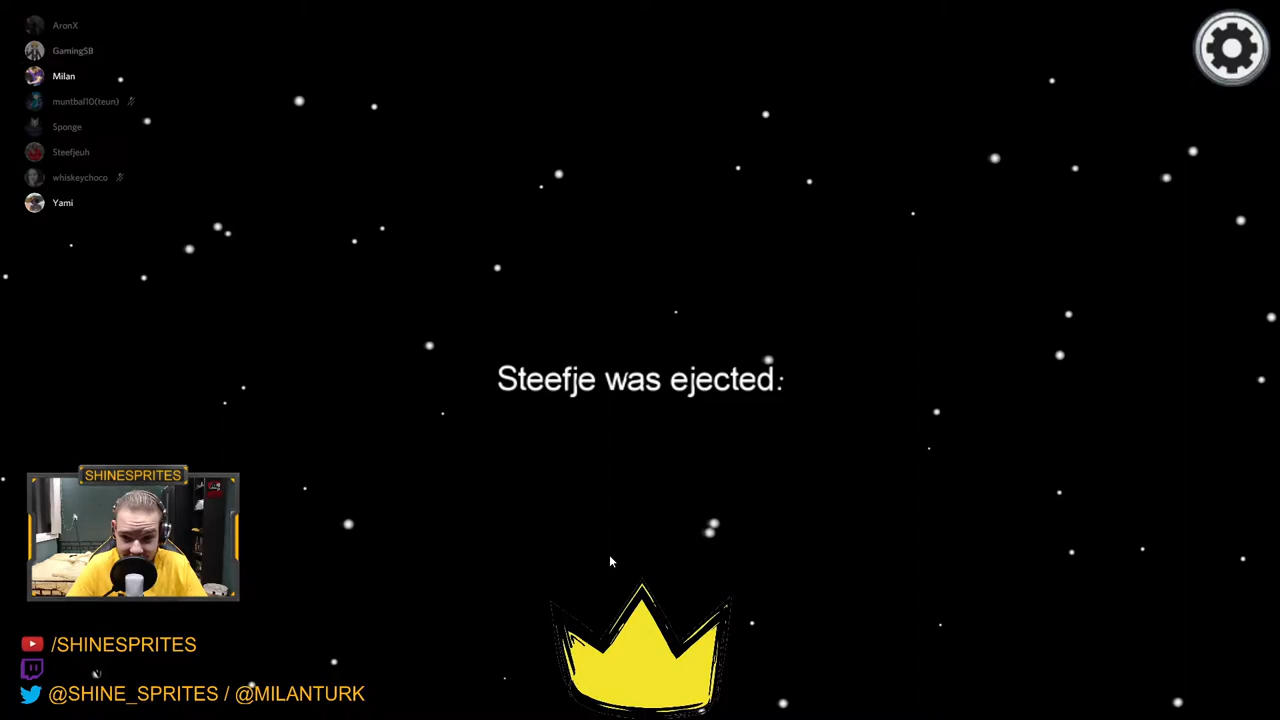 AronX
GamingSB
Milan
muntbal10(teun)
Sponge
Steefjeuh
whiskeychoco
Yami
Steefje was ejected.
SHINESPRITES
/SHINESPRITES
@SHINE_SPRITES / @MILANTURK